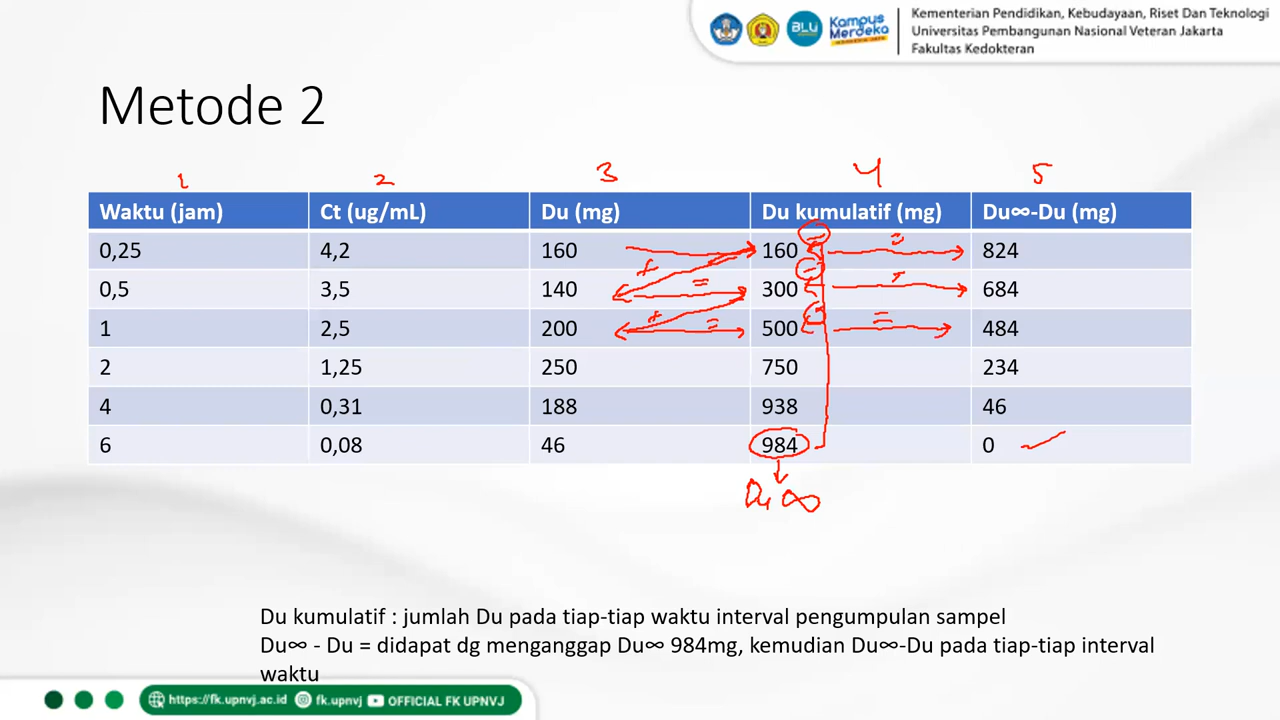 BLU
Kampus
Merdeka
Kementerian Pendidikan, Kebudayaan, Riset Dan Teknologi
Universitas Pembangunan Nasional Veteran Jakarta
Fakultas Kedokteran
Metode 2
1 2 3 4 5
Waktu (jam) Ct (ug/mL) Du (mg) Du kumulatif (mg) Du∞-Du (mg)
0,25 4,2 160 160 824
0,5 3,5 140 300 684
1 2,5 200 500 484
2 1,25 250 750 234
4 0,31 188 938 46
6 0,08 46 984 0
Du ∞
Du kumulatif : jumlah Du pada tiap-tiap waktu interval pengumpulan sampel
Du∞ - Du = didapat dg menganggap Du∞ 984mg, kemudian Du∞-Du pada tiap-tiap interval
waktu
https://fk.upnvj.ac.id fk.upnvj OFFICIAL FK UPNVJ